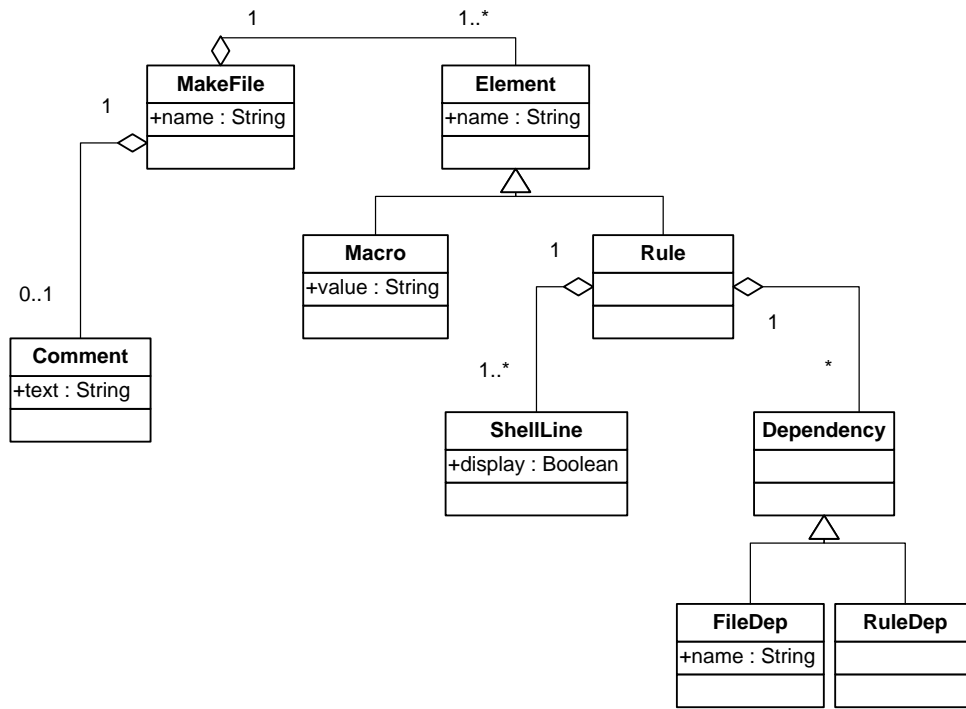 1
1..*
MakeFile
+name : String
Element
+name : String
1
Macro
+value : String
1
Rule
1
0..1
Comment
+text : String
1..*
*
ShellLine
+display : Boolean
Dependency
FileDep
+name : String
RuleDep